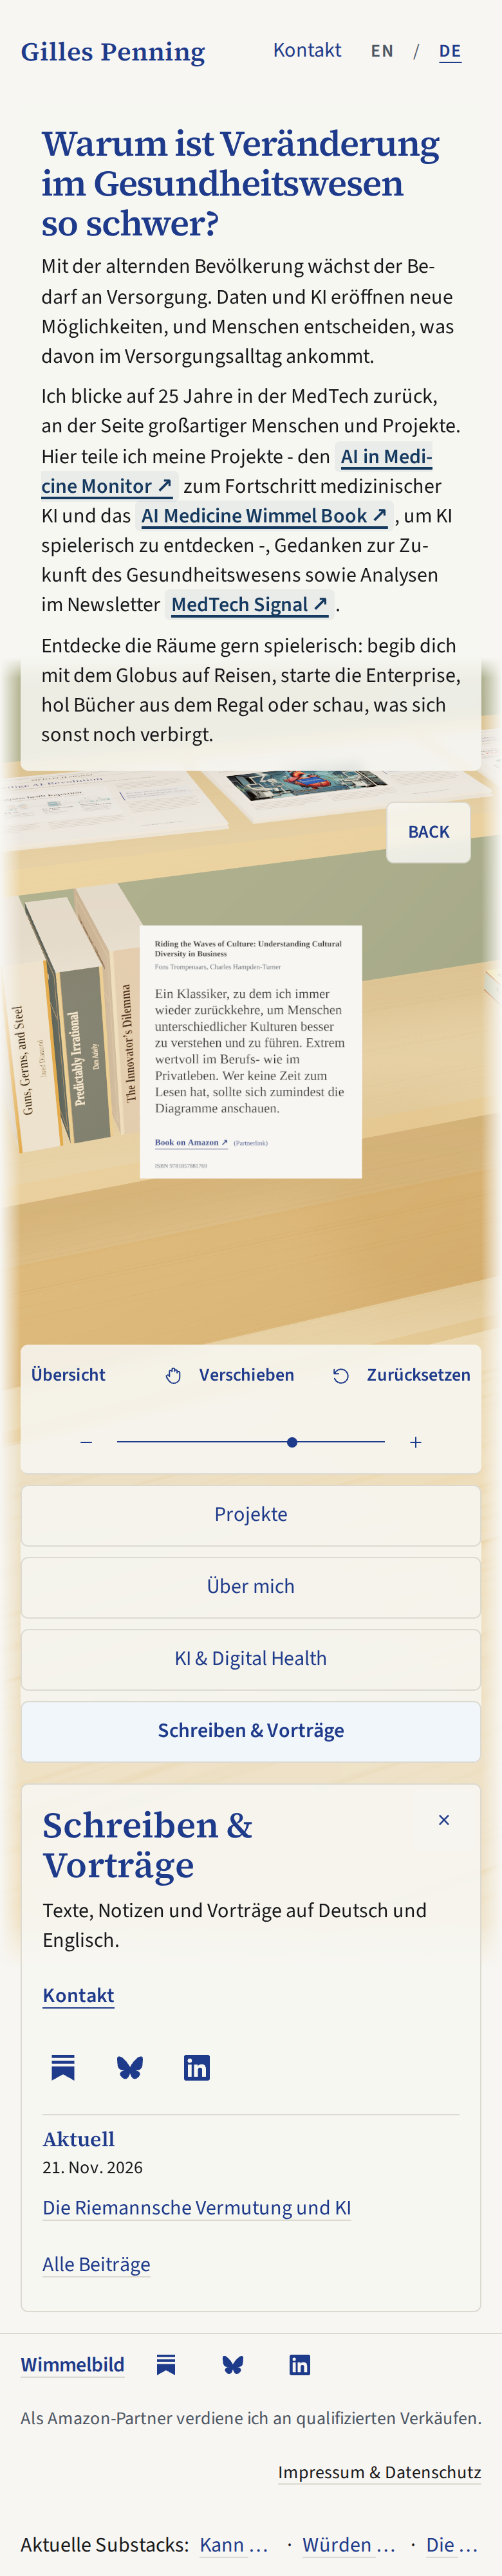 Gilles Penning
Kontakt
EN / DE
Warum ist Veränderung
im Gesundheitswesen
so schwer?
Mit der alternden Bevölkerung wächst der Be-
darf an Versorgung. Daten und KI eröffnen neue
Möglichkeiten, und Menschen entscheiden, was
davon im Versorgungsalltag ankommt.
Ich blicke auf 25 Jahre in der MedTech zurück,
an der Seite großartiger Menschen und Projekte.
Hier teile ich meine Projekte - den AI in Medi-
cine Monitor ↗ zum Fortschritt medizinischer
KI und das AI Medicine Wimmel Book ↗, um KI
spielerisch zu entdecken -, Gedanken zur Zu-
kunft des Gesundheitswesens sowie Analysen
im Newsletter MedTech Signal ↗.
Entdecke die Räume gern spielerisch: begib dich
mit dem Globus auf Reisen, starte die Enterprise,
hol Bücher aus dem Regal oder schau, was sich
sonst noch verbirgt.
BACK
Guns, Germs, and Steel
Jared Diamond
Predictably Irrational
Dan Ariely
The Innovator's Dilemma
Riding the Waves of Culture: Understanding Cultural
Diversity in Business
Fons Trompenaars, Charles Hampden-Turner
Ein Klassiker, zu dem ich immer
wieder zurückkehre, um Menschen
unterschiedlicher Kulturen besser
zu verstehen und zu führen. Extrem
wertvoll im Berufs- wie im
Privatleben. Wer keine Zeit zum
Lesen hat, sollte sich zumindest die
Diagramme anschauen.
Book on Amazon ↗ (Partnerlink)
ISBN 9781857881769
Übersicht
Verschieben
Zurücksetzen
− +
Projekte
Über mich
KI & Digital Health
Schreiben & Vorträge
Schreiben &
Vorträge
×
Texte, Notizen und Vorträge auf Deutsch und
Englisch.
Kontakt
in
Aktuell
21. Nov. 2026
Die Riemannsche Vermutung und KI
Alle Beiträge
Wimmelbild
in
Als Amazon-Partner verdiene ich an qualifizierten Verkäufen.
Impressum & Datenschutz
Aktuelle Substacks: Kann … · Würden … · Die …